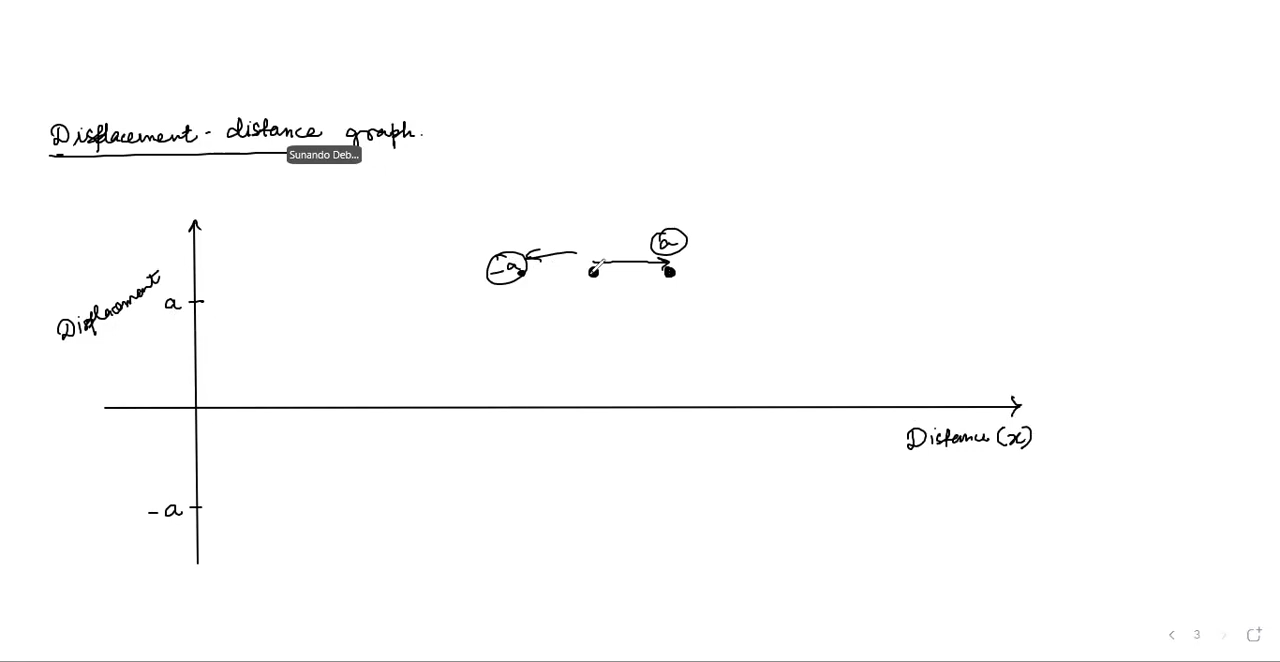 Displacement - distance graph.
Sunando Deb...
a
-a
Displacement
a
Distance (x)
-a
3